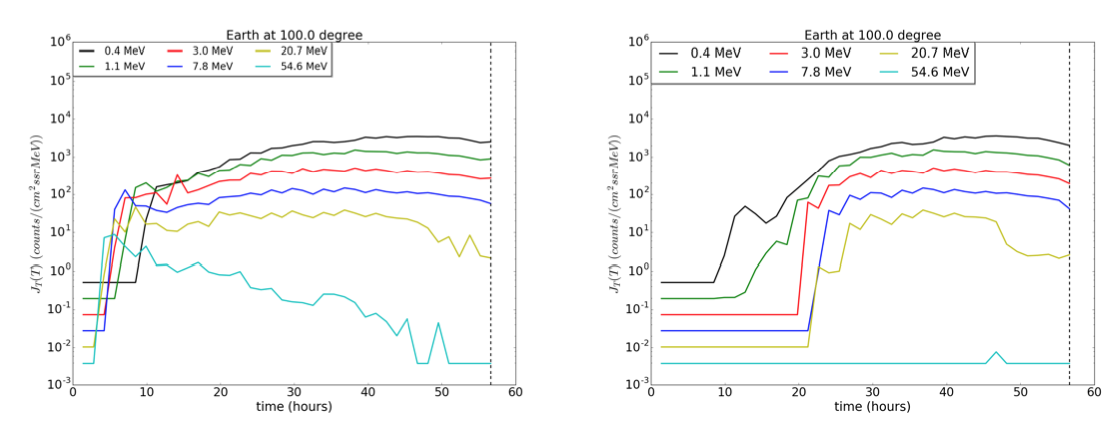 Earth at 100.0 degree
0.4 MeV 3.0 MeV 20.7 MeV
1.1 MeV 7.8 MeV 54.6 MeV
10^6
10^5
10^4
10^3
10^2
10^1
10^0
10^-1
10^-2
10^-3
J_T(T) (counts/(cm^2 s sr MeV))
0 10 20 30 40 50 60
time (hours)
Earth at 100.0 degree
0.4 MeV 3.0 MeV 20.7 MeV
1.1 MeV 7.8 MeV 54.6 MeV
10^6
10^5
10^4
10^3
10^2
10^1
10^0
10^-1
10^-2
10^-3
J_T(T) (counts/(cm^2 s sr MeV))
0 10 20 30 40 50 60
time (hours)